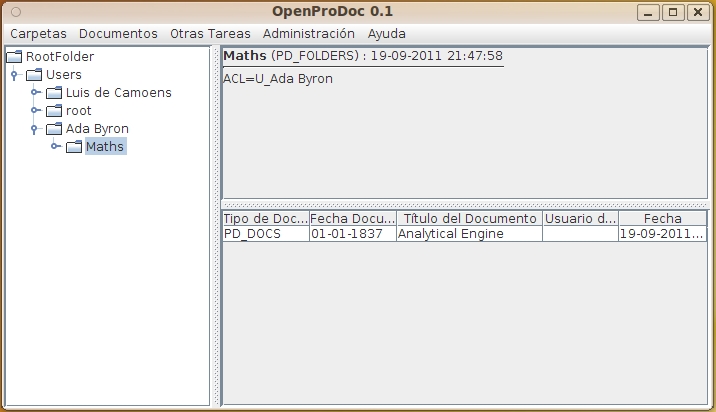 OpenProDoc 0.1
Carpetas Documentos Otras Tareas Administración Ayuda
RootFolder
Users
Luis de Camoens
root
Ada Byron
Maths
Maths (PD_FOLDERS) : 19-09-2011 21:47:58
ACL=U_Ada Byron
Tipo de Doc... Fecha Docu... Título del Documento Usuario d... Fecha
PD_DOCS 01-01-1837 Analytical Engine 19-09-2011...